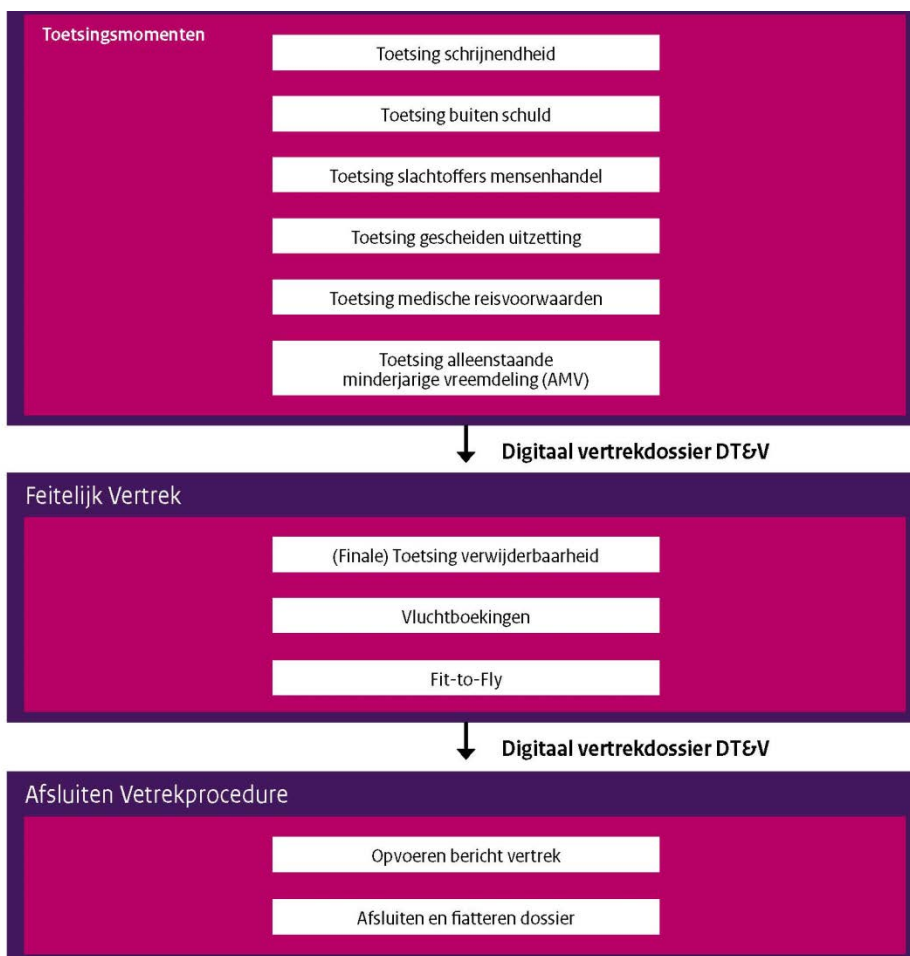 Toetsingsmomenten
Toetsing schrijnendheid
Toetsing buiten schuld
Toetsing slachtoffers mensenhandel
Toetsing gescheiden uitzetting
Toetsing medische reisvoorwaarden
Toetsing alleenstaande
minderjarige vreemdeling (AMV)
Digitaal vertrekdossier DT&V
Feitelijk Vertrek
(Finale) Toetsing verwijderbaarheid
Vluchtboekingen
Fit-to-Fly
Digitaal vertrekdossier DT&V
Afsluiten Vetrekprocedure
Opvoeren bericht vertrek
Afsluiten en fiatteren dossier